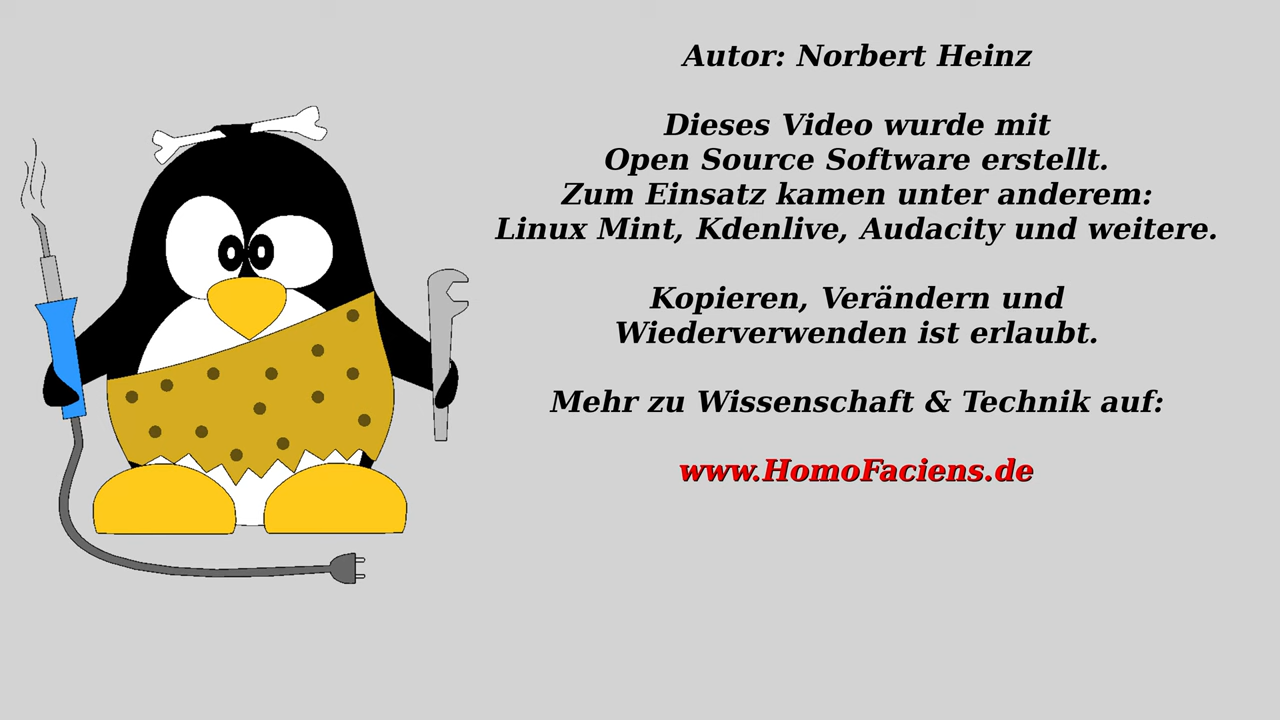 Autor: Norbert Heinz
Dieses Video wurde mit
Open Source Software erstellt.
Zum Einsatz kamen unter anderem:
Linux Mint, Kdenlive, Audacity und weitere.
Kopieren, Verändern und
Wiederverwenden ist erlaubt.
Mehr zu Wissenschaft & Technik auf:
www.HomoFaciens.de